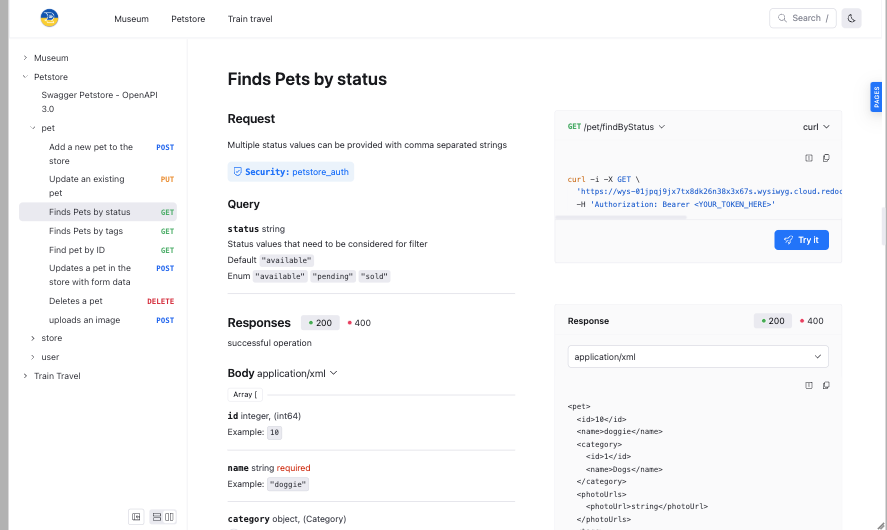 Museum
Petstore
Train travel
Search /
Museum
Petstore
Swagger Petstore - OpenAPI
3.0
pet
Add a new pet to the
store
POST
Update an existing
pet
PUT
Finds Pets by status GET
Finds Pets by tags GET
Find pet by ID GET
Updates a pet in the
store with form data
POST
Deletes a pet DELETE
uploads an image POST
store
user
Train Travel
Finds Pets by status
Request
Multiple status values can be provided with comma separated strings
Security: petstore_auth
Query
status string
Status values that need to be considered for filter
Default "available"
Enum "available" "pending" "sold"
Responses 200 400
successful operation
Body application/xml
Array [
id integer, (int64)
Example: 10
name string required
Example: "doggie"
category object, (Category)
GET /pet/findByStatus
curl
curl -i -X GET \
'https://wys-01jpqj9jx7tx8dk26n38x3x67s.wysiwyg.cloud.redoc
-H 'Authorization: Bearer <YOUR_TOKEN_HERE>'
Try it
Response 200 400
application/xml
<pet>
<id>10</id>
<name>doggie</name>
<category>
<id>1</id>
<name>Dogs</name>
</category>
<photoUrls>
<photoUrl>string</photoUrl>
</photoUrls>
PAGES